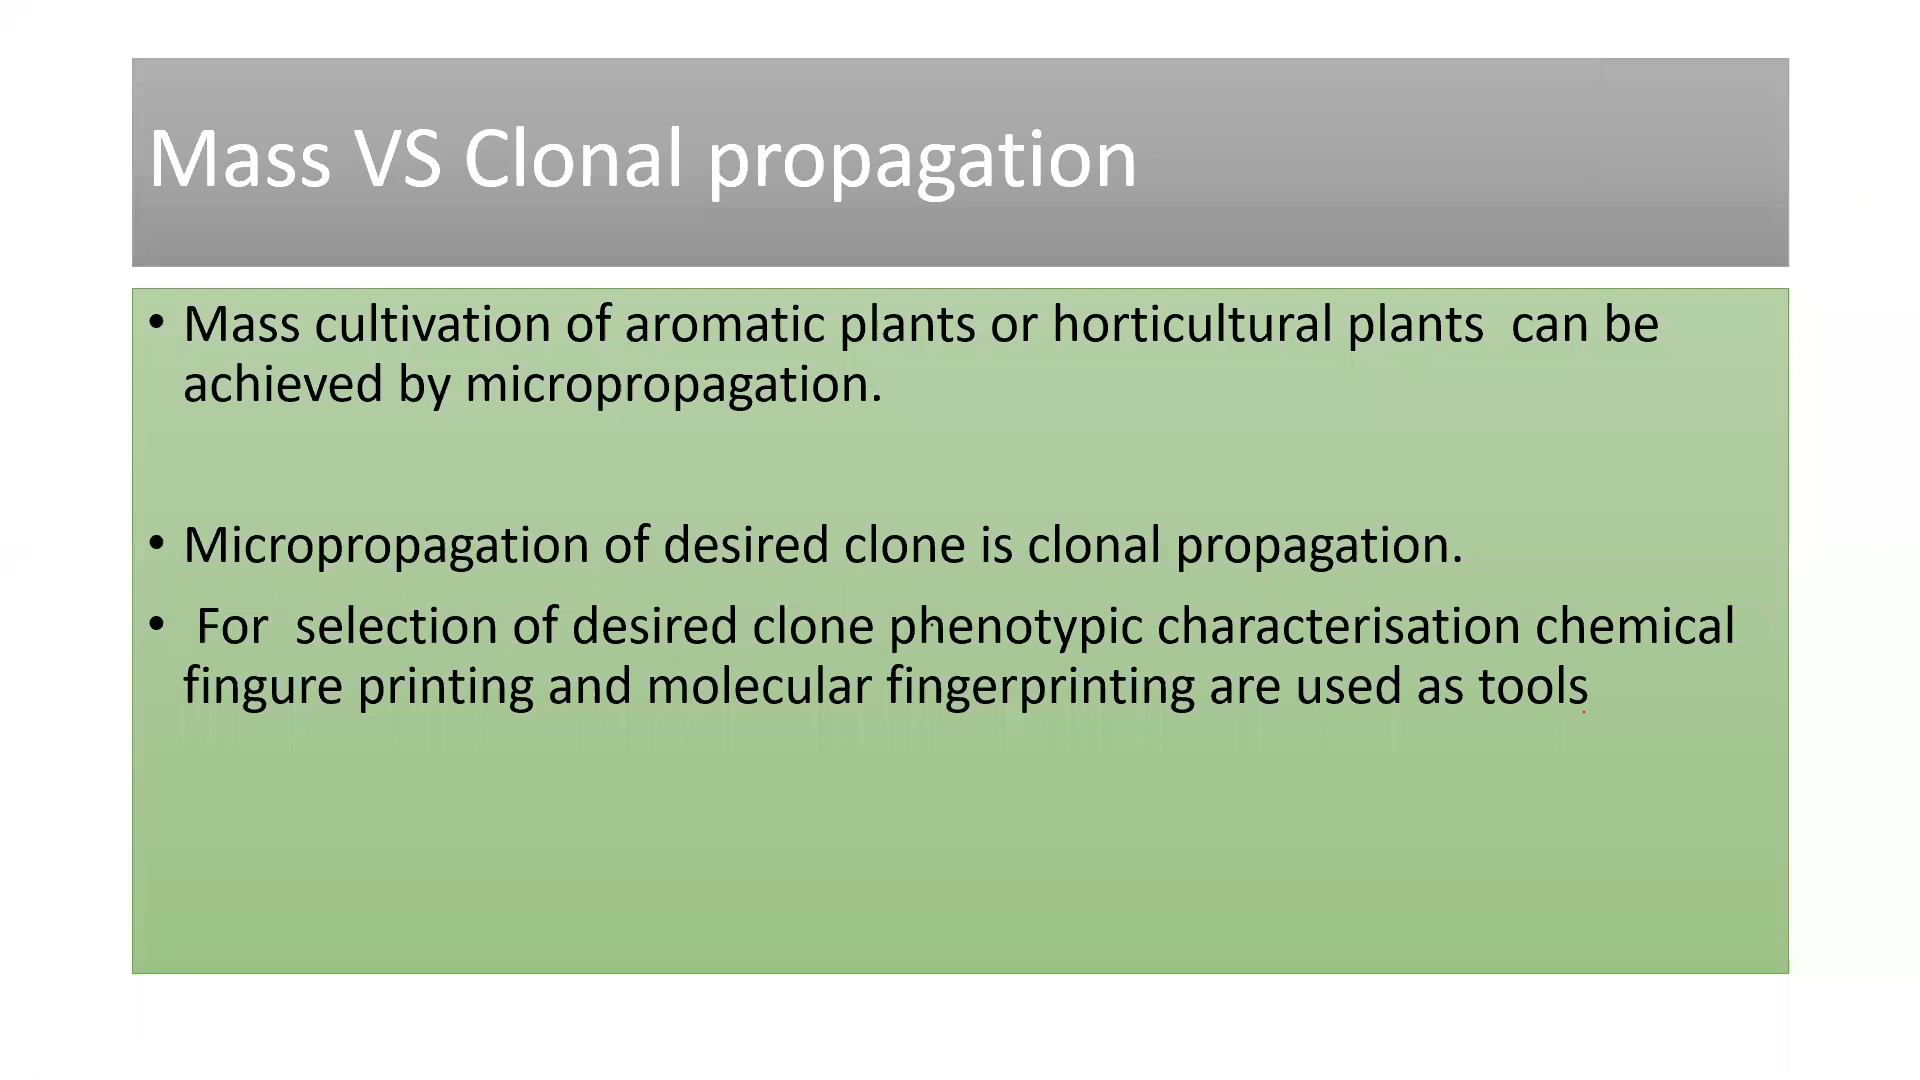 Mass VS Clonal propagation
• Mass cultivation of aromatic plants or horticultural plants  can be
achieved by micropropagation.
• Micropropagation of desired clone is clonal propagation.
•  For  selection of desired clone phenotypic characterisation chemical
fingure printing and molecular fingerprinting are used as tools